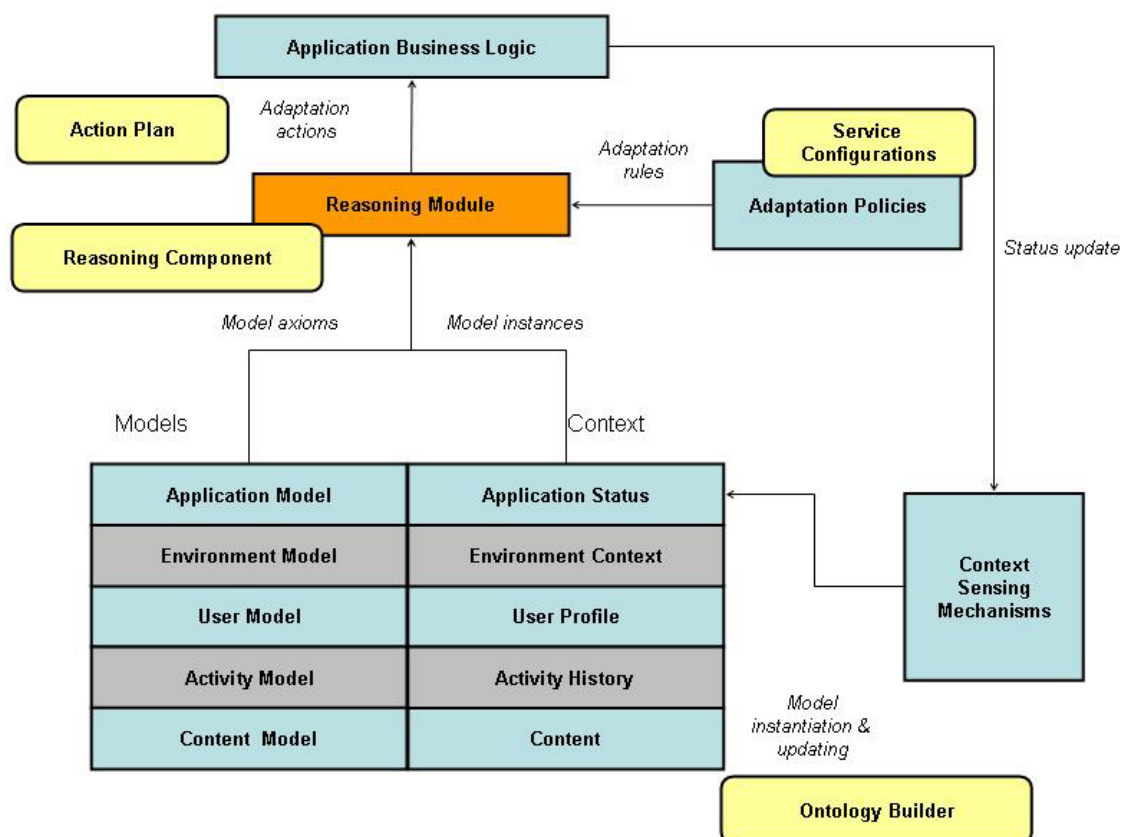 Application Business Logic
Action Plan
Adaptation
actions
Service
Configurations
Adaptation
rules
Reasoning Module
Adaptation Policies
Reasoning Component
Status update
Model axioms
Model instances
Models
Context
Application Model
Application Status
Environment Model
Environment Context
User Model
User Profile
Activity Model
Activity History
Content Model
Content
Context
Sensing
Mechanisms
Model
instantiation &
updating
Ontology Builder